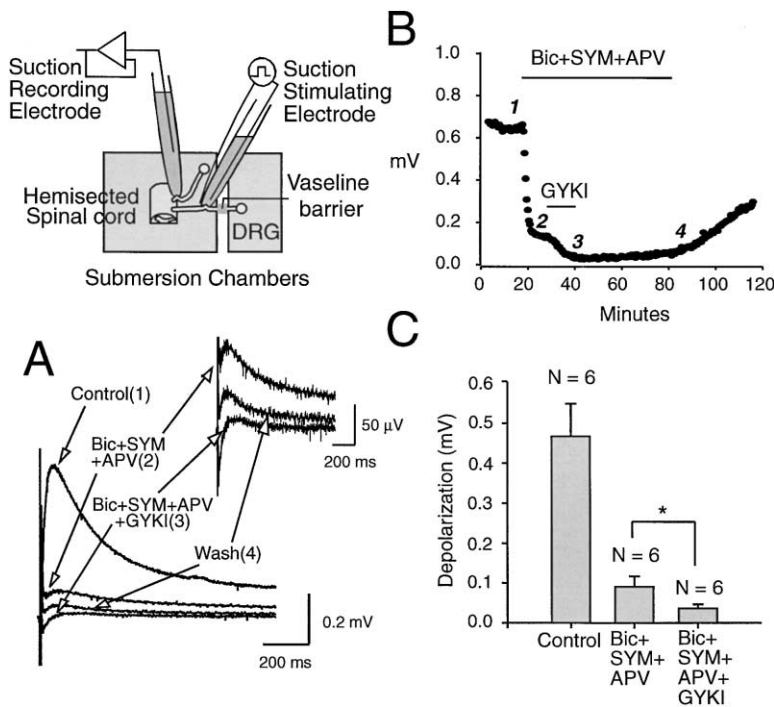 Suction
Recording
Electrode
Suction
Stimulating
Electrode
Hemisected
Spinal cord
DRG
Vaseline
barrier
Submersion Chambers
B
Bic+SYM+APV
1.0
0.8
0.6
mV
0.4
0.2
0.0
1
GYKI
2
3
4
0 20 40 60 80 100 120
Minutes
A
Control(1)
Bic+SYM
+APV(2)
Bic+SYM+APV
+GYKI(3)
Wash(4)
50 µV
200 ms
0.2 mV
200 ms
C
Depolarization (mV)
0.6
0.5
0.4
0.3
0.2
0.1
0.0
N = 6
*
N = 6
N = 6
Control
Bic+
SYM+
APV
Bic+
SYM+
APV+
GYKI